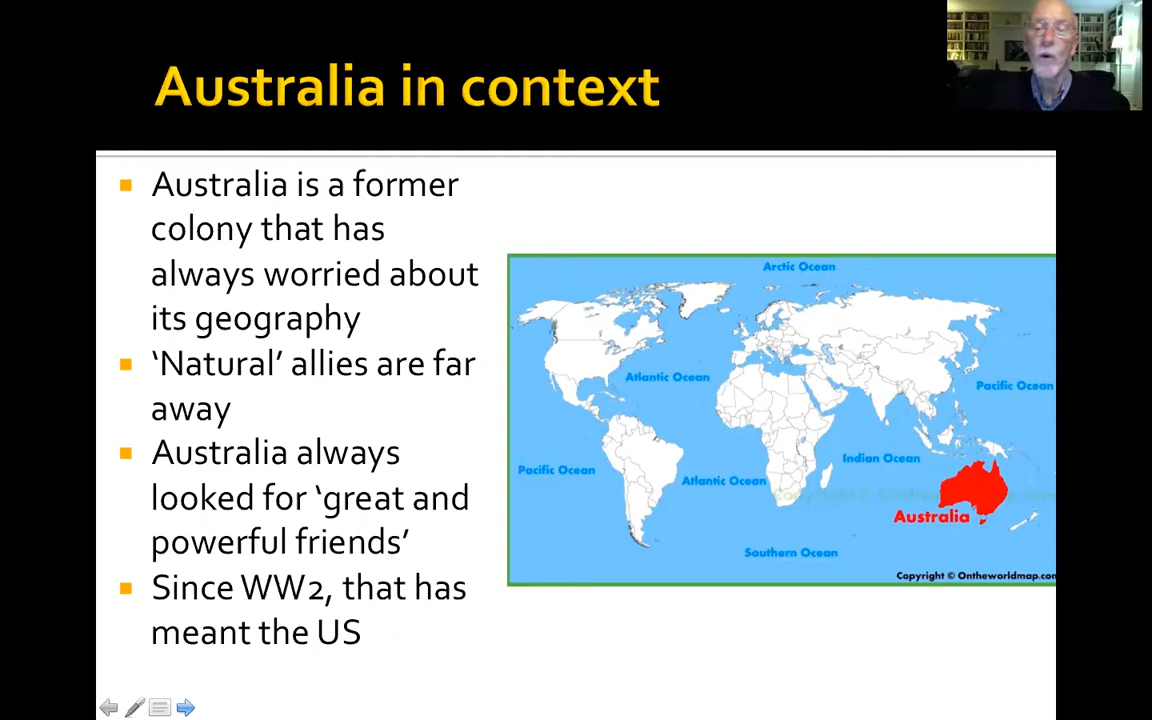 Australia in context
Australia is a former
colony that has
always worried about
its geography
‘Natural’ allies are far
away
Australia always
looked for ‘great and
powerful friends’
Since WW2, that has
meant the US
Arctic Ocean
Atlantic Ocean
Pacific Ocean
Indian Ocean
Pacific Ocean
Atlantic Ocean
Australia
Southern Ocean
Copyright © Ontheworldmap.com